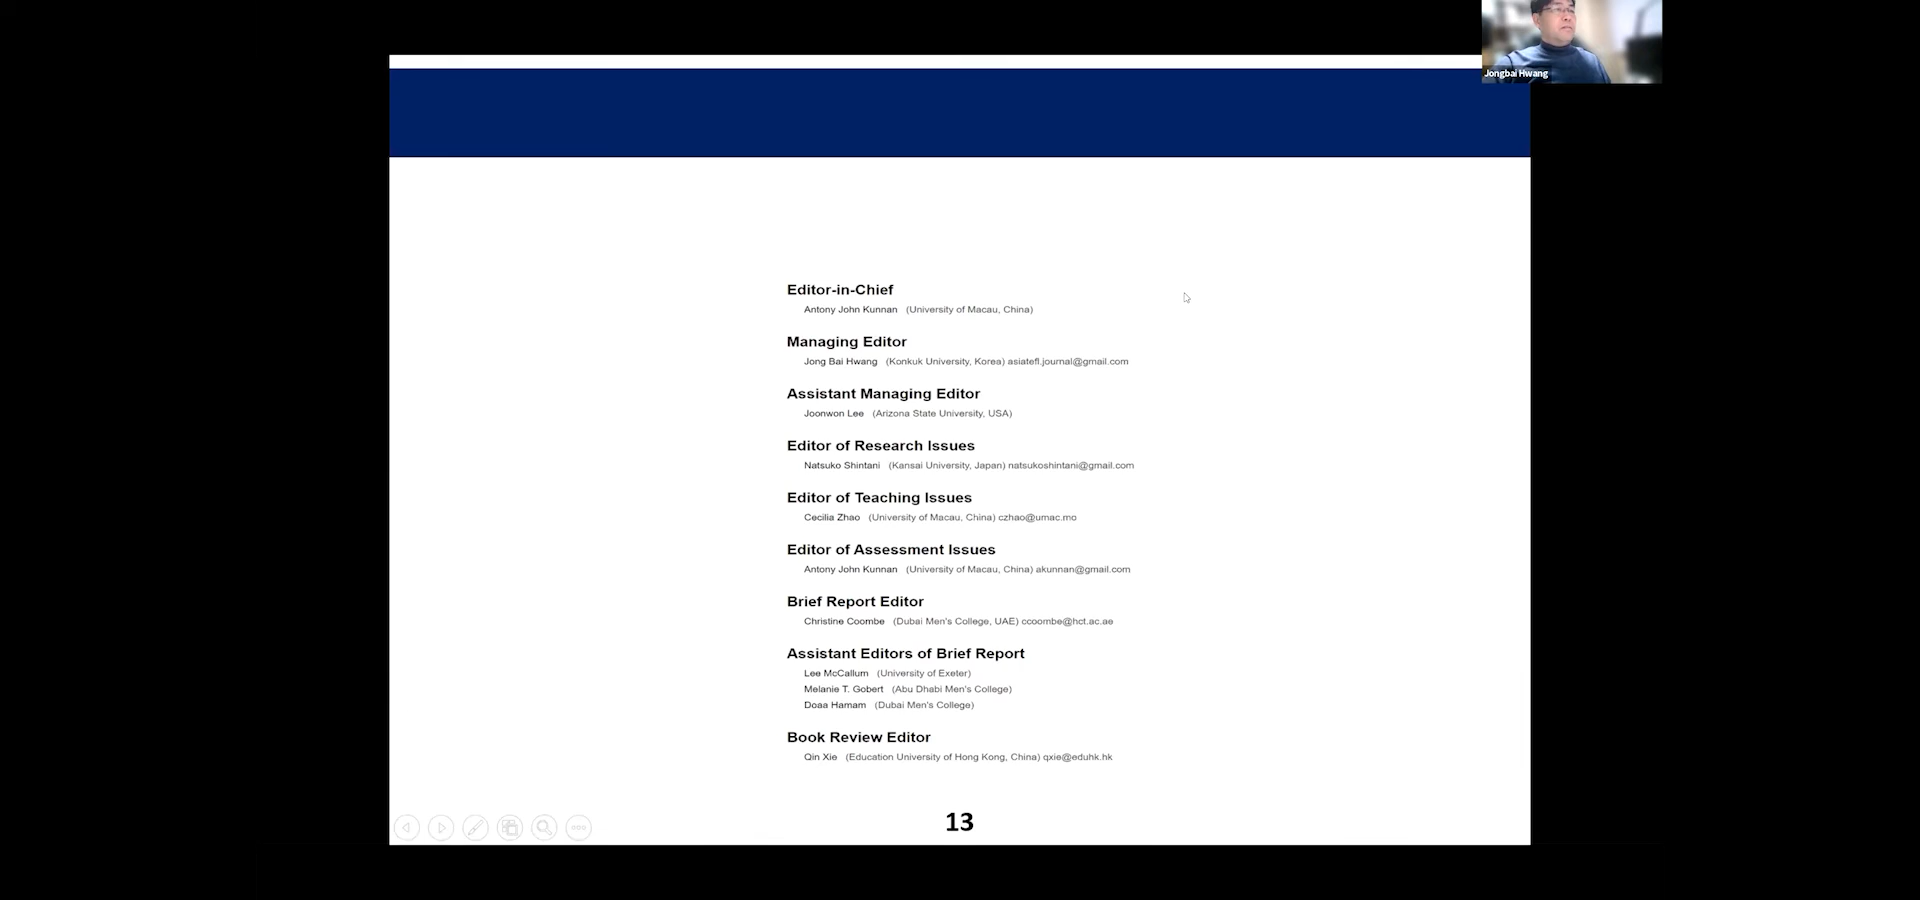 Jongbai Hwang
Editor-in-Chief
Antony John Kunnan (University of Macau, China)
Managing Editor
Jong Bai Hwang (Konkuk University, Korea) asiatefl.journal@gmail.com
Assistant Managing Editor
Joonwon Lee (Arizona State University, USA)
Editor of Research Issues
Natsuko Shintani (Kansai University, Japan) natsukoshintani@gmail.com
Editor of Teaching Issues
Cecilia Zhao (University of Macau, China) czhao@umac.mo
Editor of Assessment Issues
Antony John Kunnan (University of Macau, China) akunnan@gmail.com
Brief Report Editor
Christine Coombe (Dubai Men's College, UAE) ccoombe@hct.ac.ae
Assistant Editors of Brief Report
Lee McCallum (University of Exeter)
Melanie T. Gobert (Abu Dhabi Men's College)
Doaa Hamam (Dubai Men's College)
Book Review Editor
Qin Xie (Education University of Hong Kong, China) qxie@eduhk.hk
13